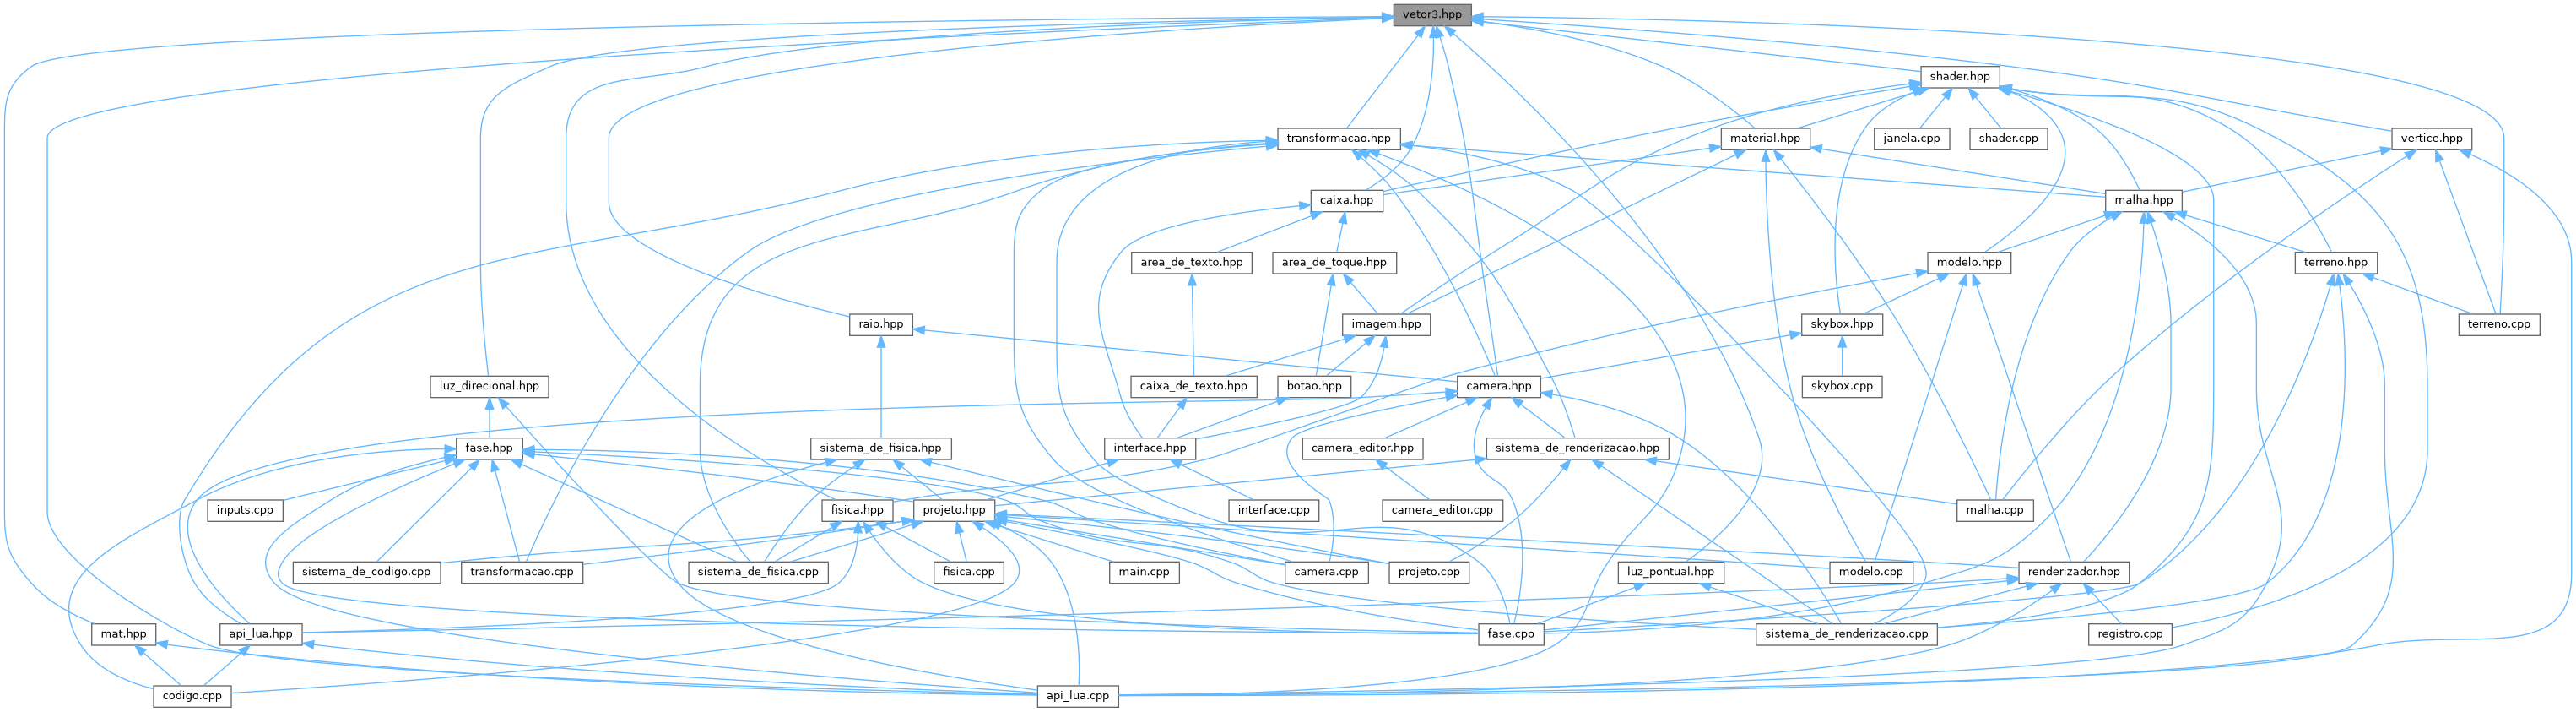 vetor3.hpp
shader.hpp
transformacao.hpp
material.hpp
janela.cpp
shader.cpp
vertice.hpp
caixa.hpp
malha.hpp
area_de_texto.hpp
area_de_toque.hpp
modelo.hpp
terreno.hpp
raio.hpp
imagem.hpp
skybox.hpp
terreno.cpp
luz_direcional.hpp
caixa_de_texto.hpp
botao.hpp
camera.hpp
skybox.cpp
fase.hpp
sistema_de_fisica.hpp
interface.hpp
camera_editor.hpp
sistema_de_renderizacao.hpp
inputs.cpp
fisica.hpp
projeto.hpp
interface.cpp
camera_editor.cpp
malha.cpp
sistema_de_codigo.cpp
transformacao.cpp
sistema_de_fisica.cpp
fisica.cpp
main.cpp
camera.cpp
projeto.cpp
luz_pontual.hpp
modelo.cpp
renderizador.hpp
mat.hpp
api_lua.hpp
fase.cpp
sistema_de_renderizacao.cpp
registro.cpp
codigo.cpp
api_lua.cpp